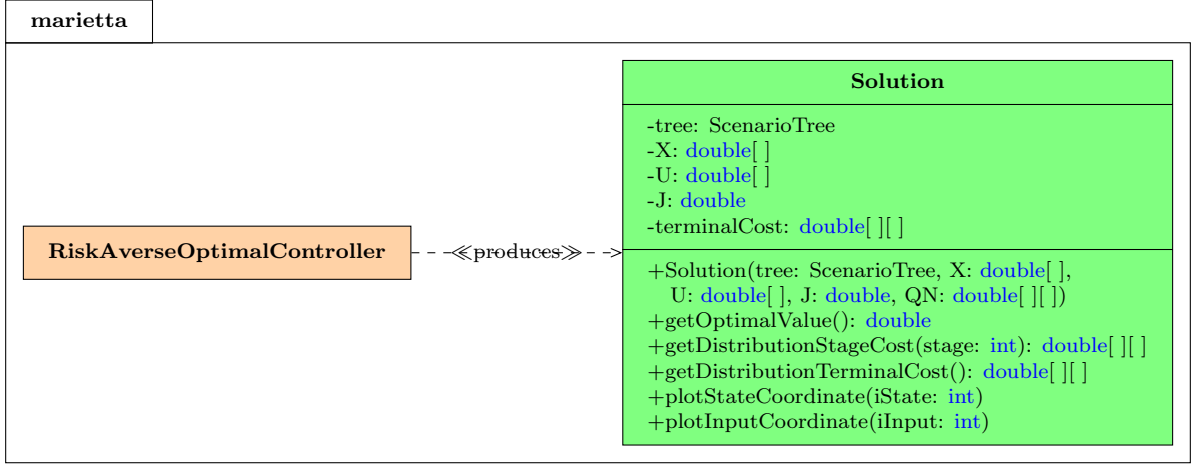 marietta
RiskAverseOptimalController
≪produces≫
Solution
-tree: ScenarioTree
-X: double[ ]
-U: double[ ]
-J: double
-terminalCost: double[ ][ ]
+Solution(tree: ScenarioTree, X: double[ ],
U: double[ ], J: double, QN: double[ ][ ])
+getOptimalValue(): double
+getDistributionStageCost(stage: int): double[ ][ ]
+getDistributionTerminalCost(): double[ ][ ]
+plotStateCoordinate(iState: int)
+plotInputCoordinate(iInput: int)